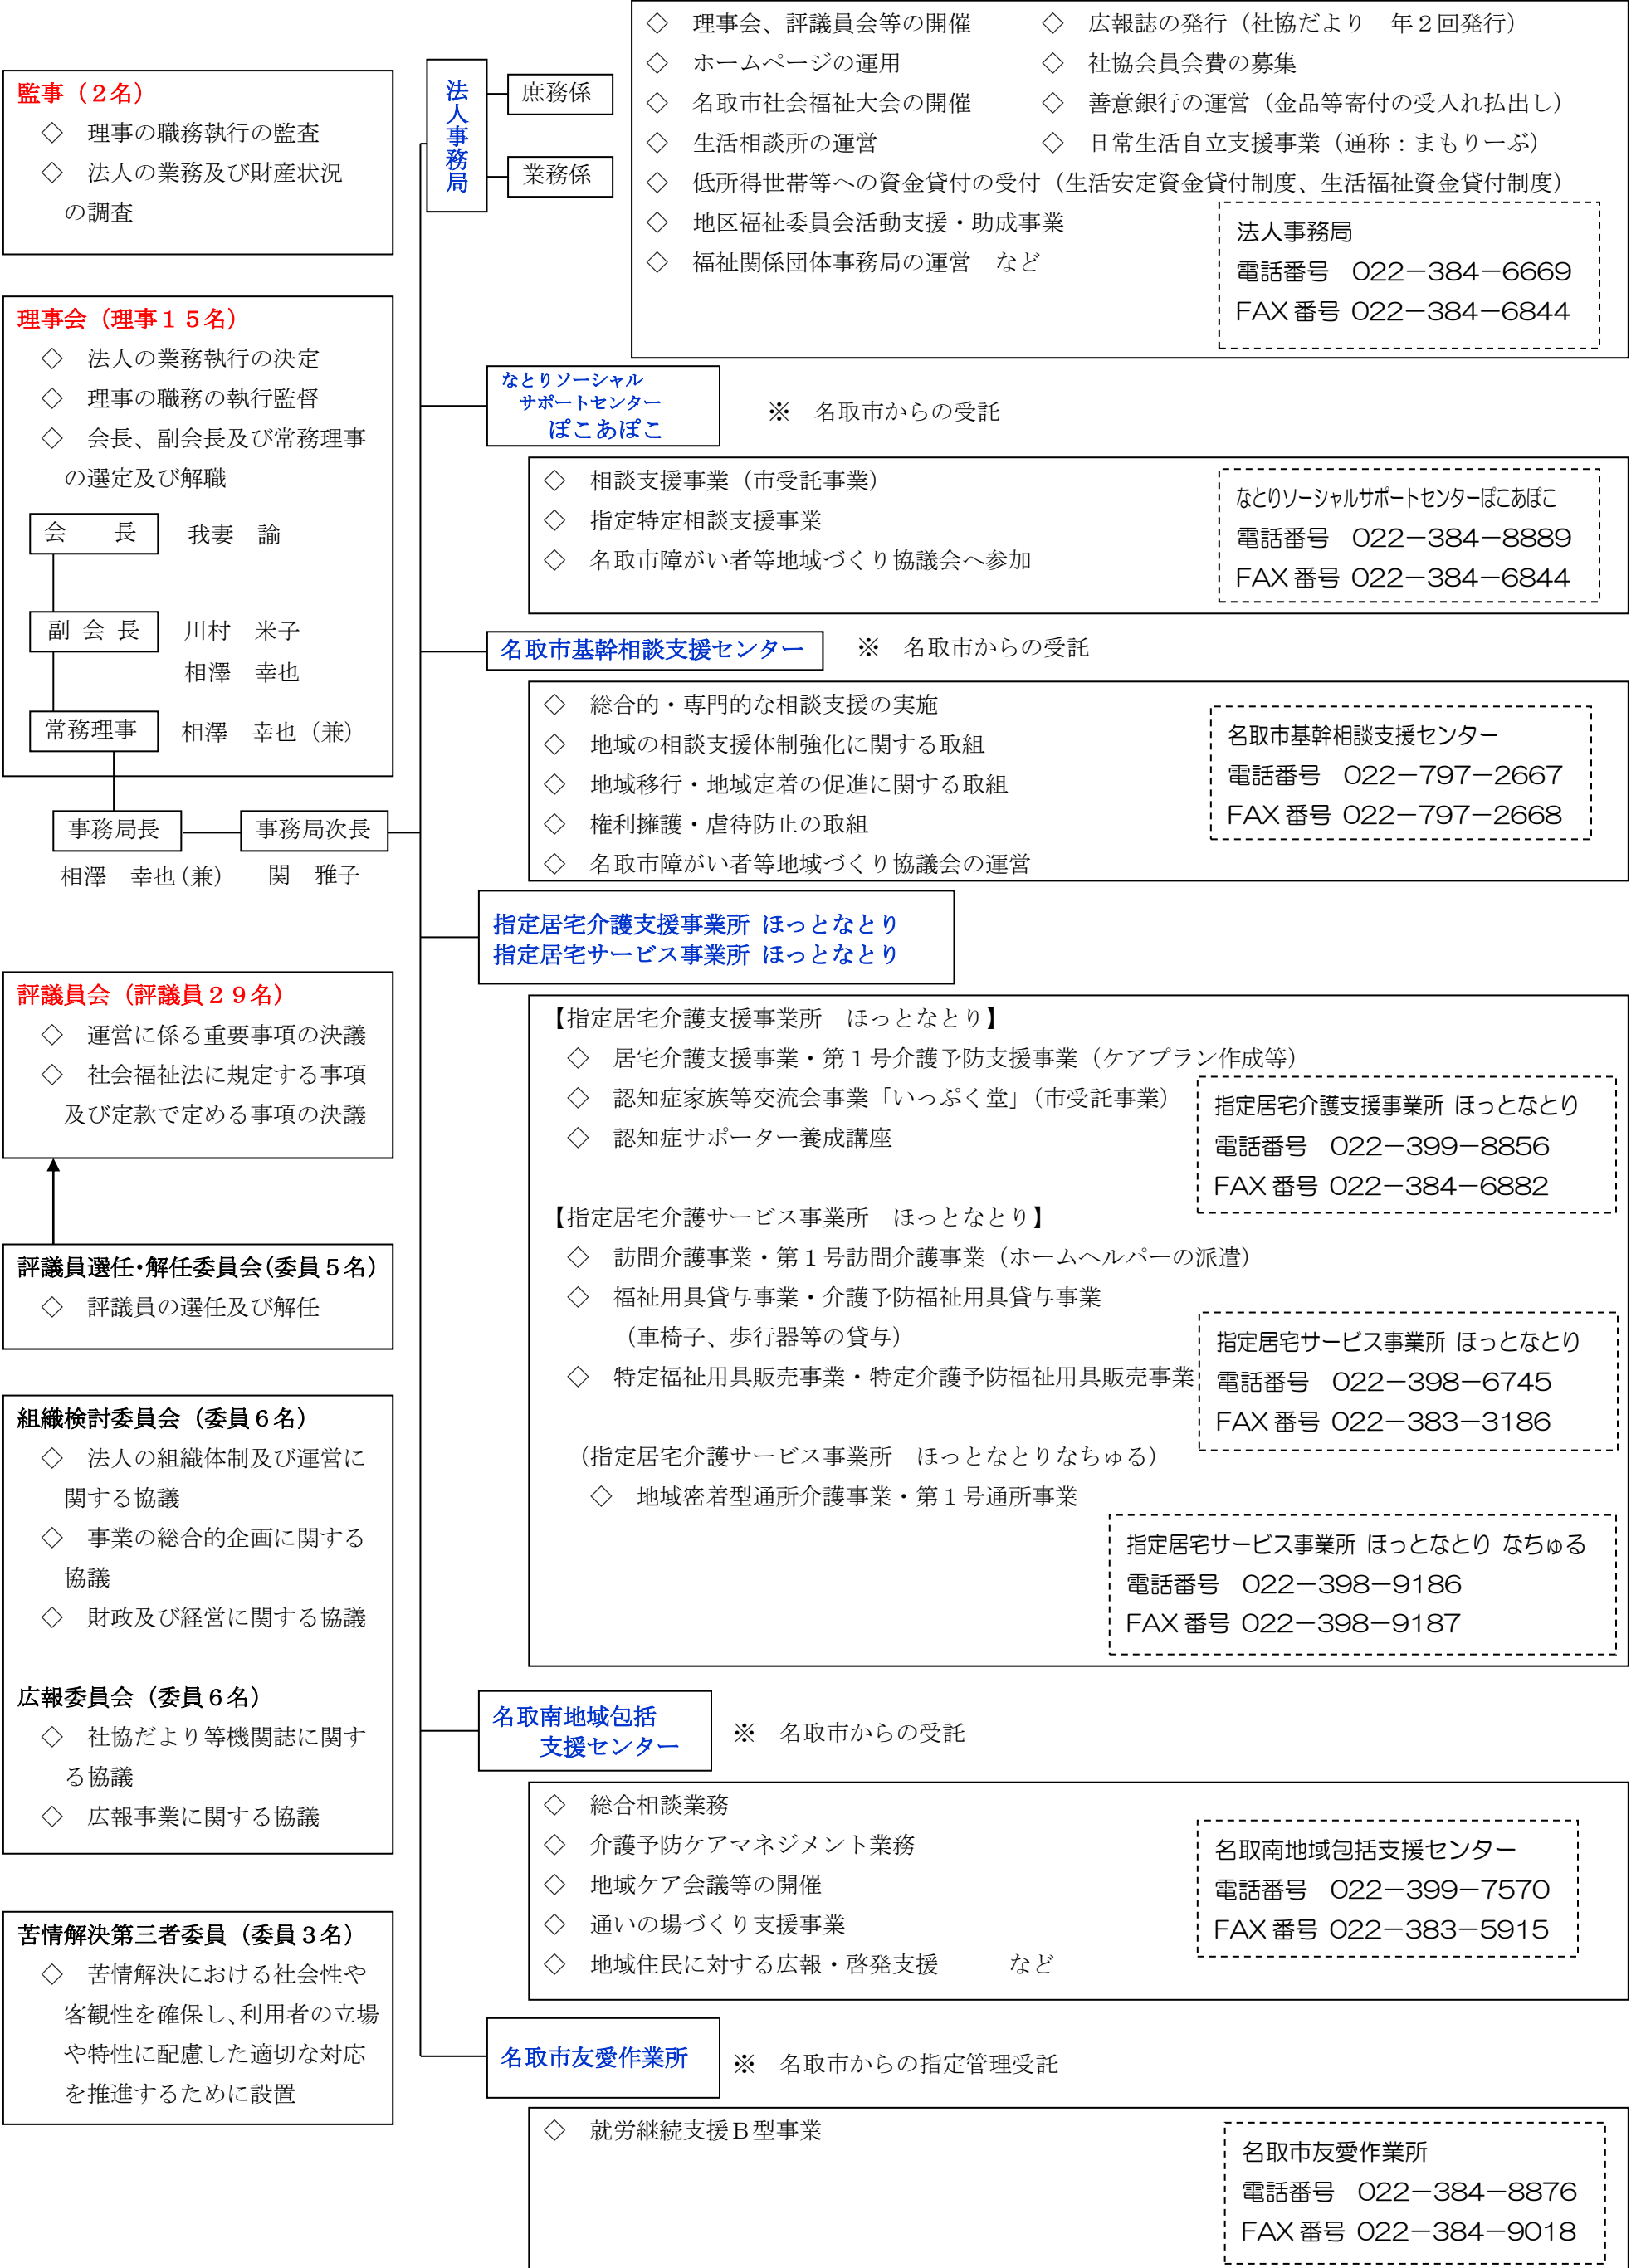 監事（２名）
◇　理事の職務執行の監査
◇　法人の業務及び財産状況
の調査
理事会（理事１５名）
◇　法人の業務執行の決定
◇　理事の職務の執行監督
◇　会長、副会長及び常務理事
の選定及び解職
会　　長　我妻　諭
副 会 長　川村　米子
相澤　幸也
常務理事　相澤　幸也（兼）
事務局長　事務局次長
相澤　幸也（兼）　関　雅子
評議員会（評議員２９名）
◇　運営に係る重要事項の決議
◇　社会福祉法に規定する事項
及び定款で定める事項の決議
評議員選任・解任委員会（委員５名）
◇　評議員の選任及び解任
組織検討委員会（委員６名）
◇　法人の組織体制及び運営に
関する協議
◇　事業の総合的企画に関する
協議
◇　財政及び経営に関する協議
広報委員会（委員６名）
◇　社協だより等機関誌に関す
る協議
◇　広報事業に関する協議
苦情解決第三者委員（委員３名）
◇　苦情解決における社会性や
客観性を確保し、利用者の立場
や特性に配慮した適切な対応
を推進するために設置
法人事務局
庶務係
業務係
◇　理事会、評議員会等の開催　◇　広報誌の発行（社協だより　年２回発行）
◇　ホームページの運用　◇　社協会員会費の募集
◇　名取市社会福祉大会の開催　◇　善意銀行の運営（金品等寄付の受入れ払出し）
◇　生活相談所の運営　◇　日常生活自立支援事業（通称：まもりーぶ）
◇　低所得世帯等への資金貸付の受付（生活安定資金貸付制度、生活福祉資金貸付制度）
◇　地区福祉委員会活動支援・助成事業
◇　福祉関係団体事務局の運営　など
法人事務局
電話番号　022－384－6669
FAX 番号 022－384－6844
なとりソーシャル
サポートセンター
ぽこあぽこ
※　名取市からの受託
◇　相談支援事業（市受託事業）
◇　指定特定相談支援事業
◇　名取市障がい者等地域づくり協議会へ参加
なとりソーシャルサポートセンターぽこあぽこ
電話番号　022－384－8889
FAX 番号 022－384－6844
名取市基幹相談支援センター
※　名取市からの受託
◇　総合的・専門的な相談支援の実施
◇　地域の相談支援体制強化に関する取組
◇　地域移行・地域定着の促進に関する取組
◇　権利擁護・虐待防止の取組
◇　名取市障がい者等地域づくり協議会の運営
名取市基幹相談支援センター
電話番号　022－797－2667
FAX 番号 022－797－2668
指定居宅介護支援事業所 ほっとなとり
指定居宅サービス事業所 ほっとなとり
【指定居宅介護支援事業所　ほっとなとり】
◇　居宅介護支援事業・第１号介護予防支援事業（ケアプラン作成等）
◇　認知症家族等交流会事業「いっぷく堂」（市受託事業）
◇　認知症サポーター養成講座
指定居宅介護支援事業所 ほっとなとり
電話番号　022－399－8856
FAX 番号 022－384－6882
【指定居宅介護サービス事業所　ほっとなとり】
◇　訪問介護事業・第１号訪問介護事業（ホームヘルパーの派遣）
◇　福祉用具貸与事業・介護予防福祉用具貸与事業
（車椅子、歩行器等の貸与）
◇　特定福祉用具販売事業・特定介護予防福祉用具販売事業
指定居宅サービス事業所 ほっとなとり
電話番号　022－398－6745
FAX 番号 022－383－3186
（指定居宅介護サービス事業所　ほっとなとりなちゅる）
◇　地域密着型通所介護事業・第１号通所事業
指定居宅サービス事業所 ほっとなとり なちゅる
電話番号　022－398－9186
FAX 番号 022－398－9187
名取南地域包括
支援センター
※　名取市からの受託
◇　総合相談業務
◇　介護予防ケアマネジメント業務
◇　地域ケア会議等の開催
◇　通いの場づくり支援事業
◇　地域住民に対する広報・啓発支援　　　など
名取南地域包括支援センター
電話番号　022－399－7570
FAX 番号 022－383－5915
名取市友愛作業所
※　名取市からの指定管理受託
◇　就労継続支援Ｂ型事業
名取市友愛作業所
電話番号　022－384－8876
FAX 番号 022－384－9018